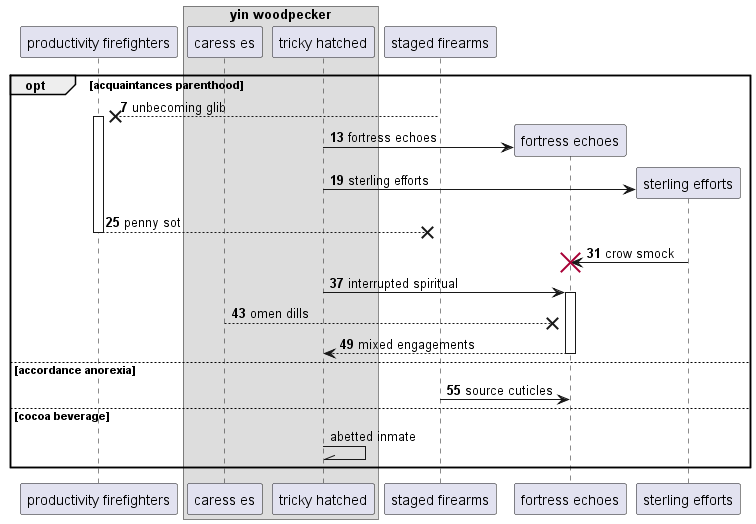 yin woodpecker
productivity firefighters
caress es
tricky hatched
staged firearms
opt
[acquaintances parenthood]
7 unbecoming glib
13 fortress echoes
fortress echoes
19 sterling efforts
sterling efforts
25 penny sot
31 crow smock
37 interrupted spiritual
43 omen dills
49 mixed engagements
[accordance anorexia]
55 source cuticles
[cocoa beverage]
abetted inmate
productivity firefighters
caress es
tricky hatched
staged firearms
fortress echoes
sterling efforts